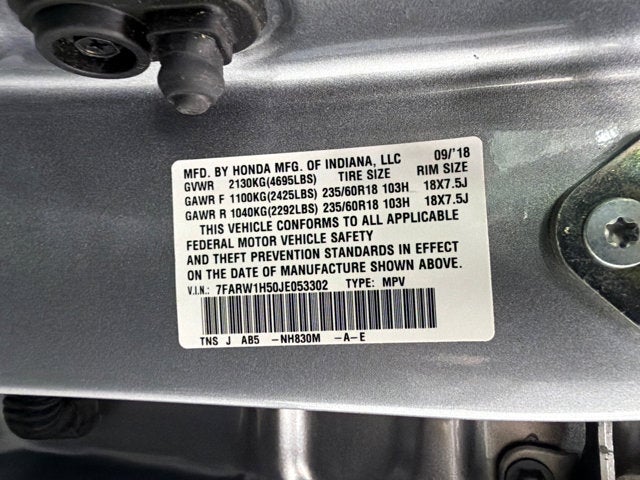 MFD. BY HONDA MFG. OF INDIANA, LLC 09/'18
GVWR 2130KG(4695LBS) TIRE SIZE RIM SIZE
GAWR F 1100KG(2425LBS) 235/60R18 103H 18X7.5J
GAWR R 1040KG(2292LBS) 235/60R18 103H 18X7.5J
THIS VEHICLE CONFORMS TO ALL APPLICABLE
FEDERAL MOTOR VEHICLE SAFETY
AND THEFT PREVENTION STANDARDS IN EFFECT
ON THE DATE OF MANUFACTURE SHOWN ABOVE.
V.I.N.: 7FARW1H50JE053302 TYPE: MPV
TNS J AB5 -NH830M -A-E